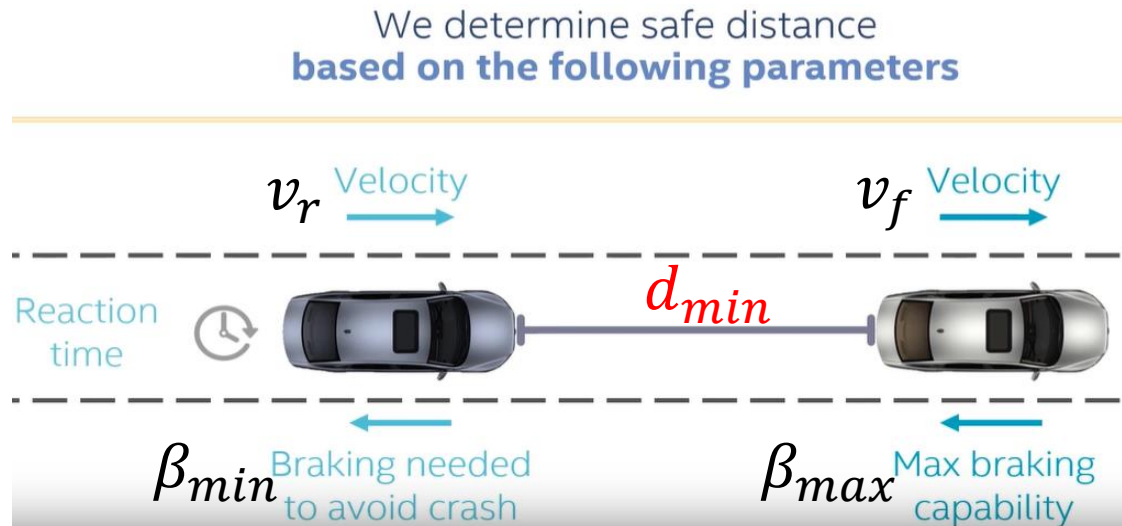 We determine safe distance
based on the following parameters
v_r Velocity
v_f Velocity
Reaction
time
d_min
β_min Braking needed
to avoid crash
β_max Max braking
capability